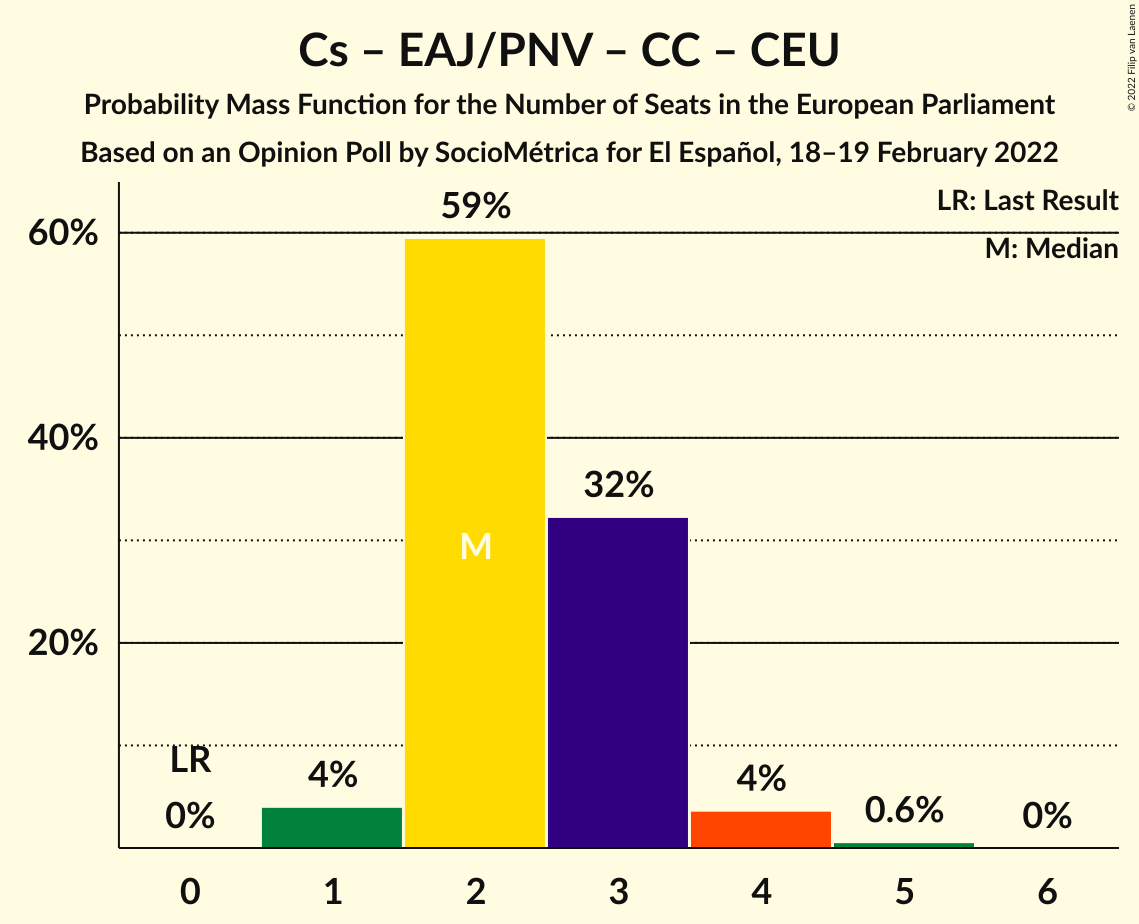 Cs – EAJ/PNV – CC – CEU
Probability Mass Function for the Number of Seats in the European Parliament
Based on an Opinion Poll by SocioMétrica for El Español, 18–19 February 2022
© 2022 Filip van Laenen
LR: Last Result
M: Median
60%
40%
20%
59%
32%
M
LR
0%
4%
4%
0.6%
0%
0 1 2 3 4 5 6